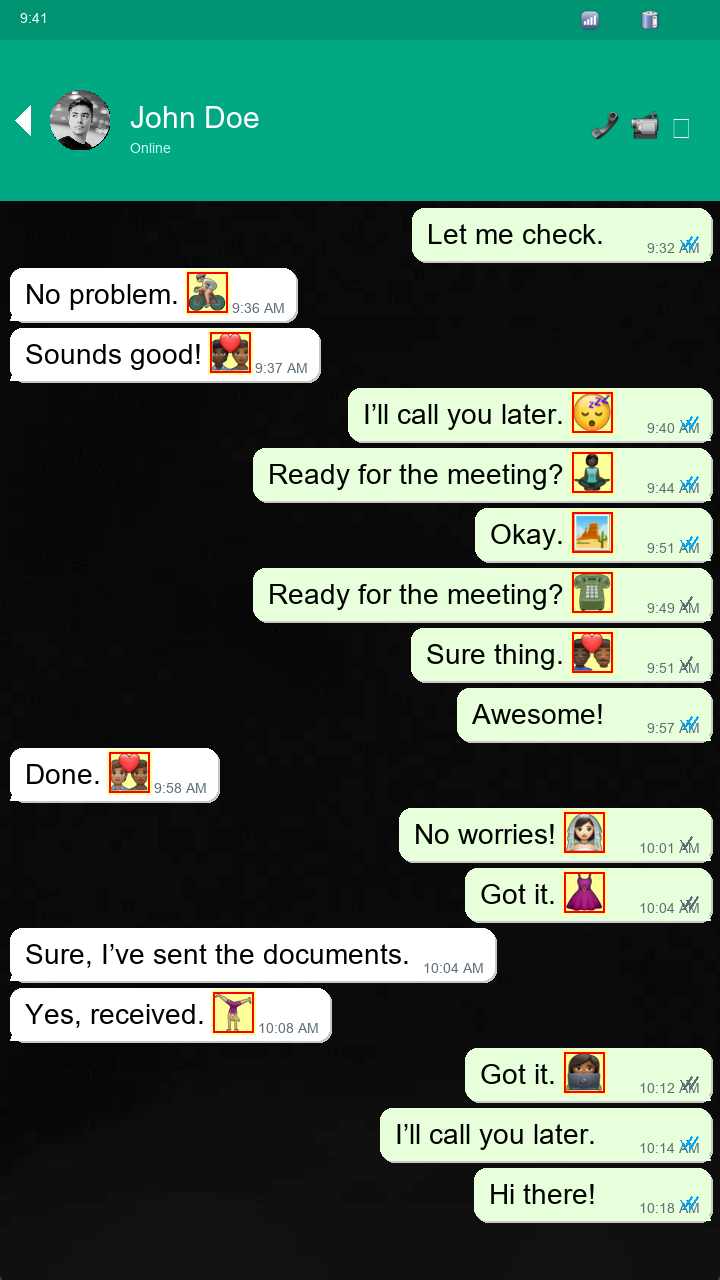 9:41
John Doe
Online
Let me check. 9:32 AM
No problem. 9:36 AM
Sounds good! 9:37 AM
I’ll call you later. 9:40 AM
Ready for the meeting? 9:44 AM
Okay. 9:51 AM
Ready for the meeting? 9:49 AM
Sure thing. 9:51 AM
Awesome! 9:57 AM
Done. 9:58 AM
No worries! 10:01 AM
Got it. 10:04 AM
Sure, I’ve sent the documents. 10:04 AM
Yes, received. 10:08 AM
Got it. 10:12 AM
I’ll call you later. 10:14 AM
Hi there! 10:18 AM